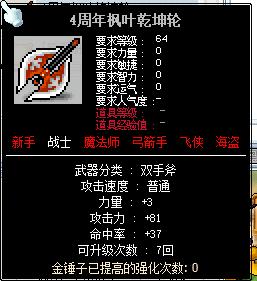 4周年枫叶乾坤轮
要求等级: 64
要求力量: 0
要求敏捷: 0
要求智力: 0
要求运气: 0
要求人气度: -
道具等级: -
道具经验值: -
新手 战士 魔法师 弓箭手 飞侠 海盗
武器分类: 双手斧
攻击速度: 普通
力量: +3
攻击力: +81
命中率: +37
可升级次数: 7回
金锤子已提高的强化次数: 0